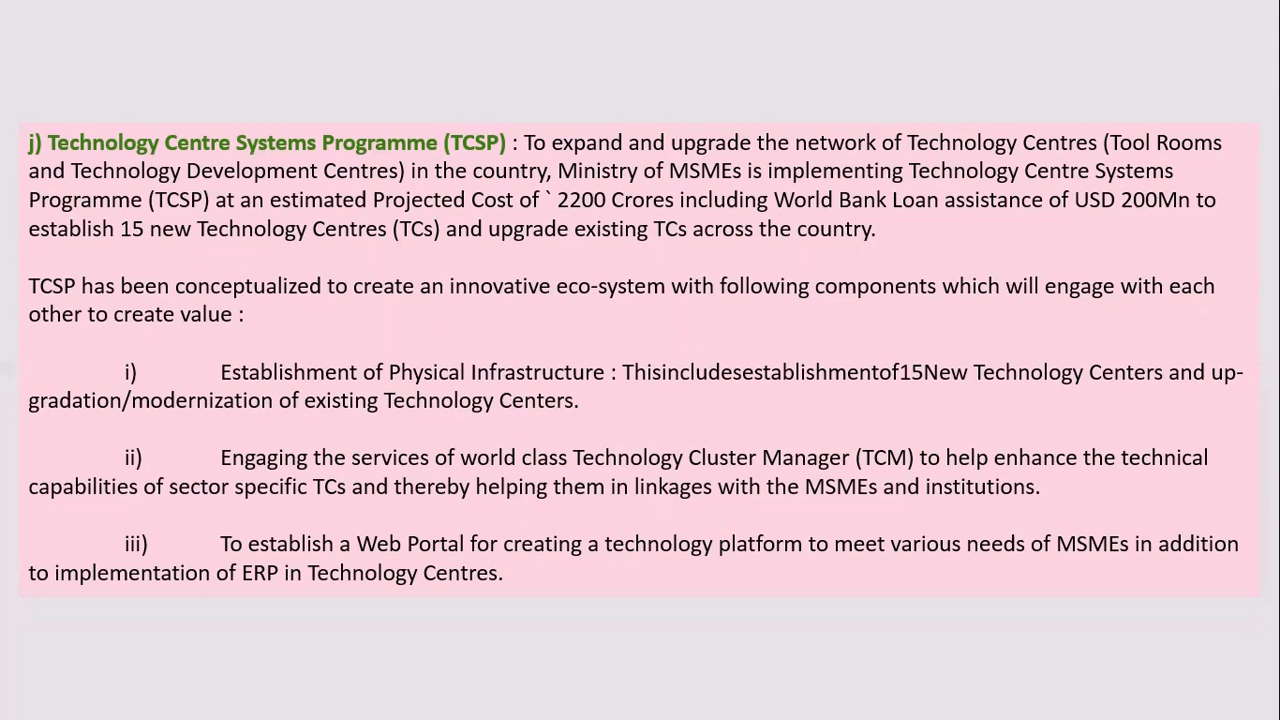 j) Technology Centre Systems Programme (TCSP) : To expand and upgrade the network of Technology Centres (Tool Rooms
and Technology Development Centres) in the country, Ministry of MSMEs is implementing Technology Centre Systems
Programme (TCSP) at an estimated Projected Cost of ` 2200 Crores including World Bank Loan assistance of USD 200Mn to
establish 15 new Technology Centres (TCs) and upgrade existing TCs across the country.
TCSP has been conceptualized to create an innovative eco-system with following components which will engage with each
other to create value :
i) Establishment of Physical Infrastructure : Thisincludesestablishmentof15New Technology Centers and up-
gradation/modernization of existing Technology Centers.
ii) Engaging the services of world class Technology Cluster Manager (TCM) to help enhance the technical
capabilities of sector specific TCs and thereby helping them in linkages with the MSMEs and institutions.
iii) To establish a Web Portal for creating a technology platform to meet various needs of MSMEs in addition
to implementation of ERP in Technology Centres.